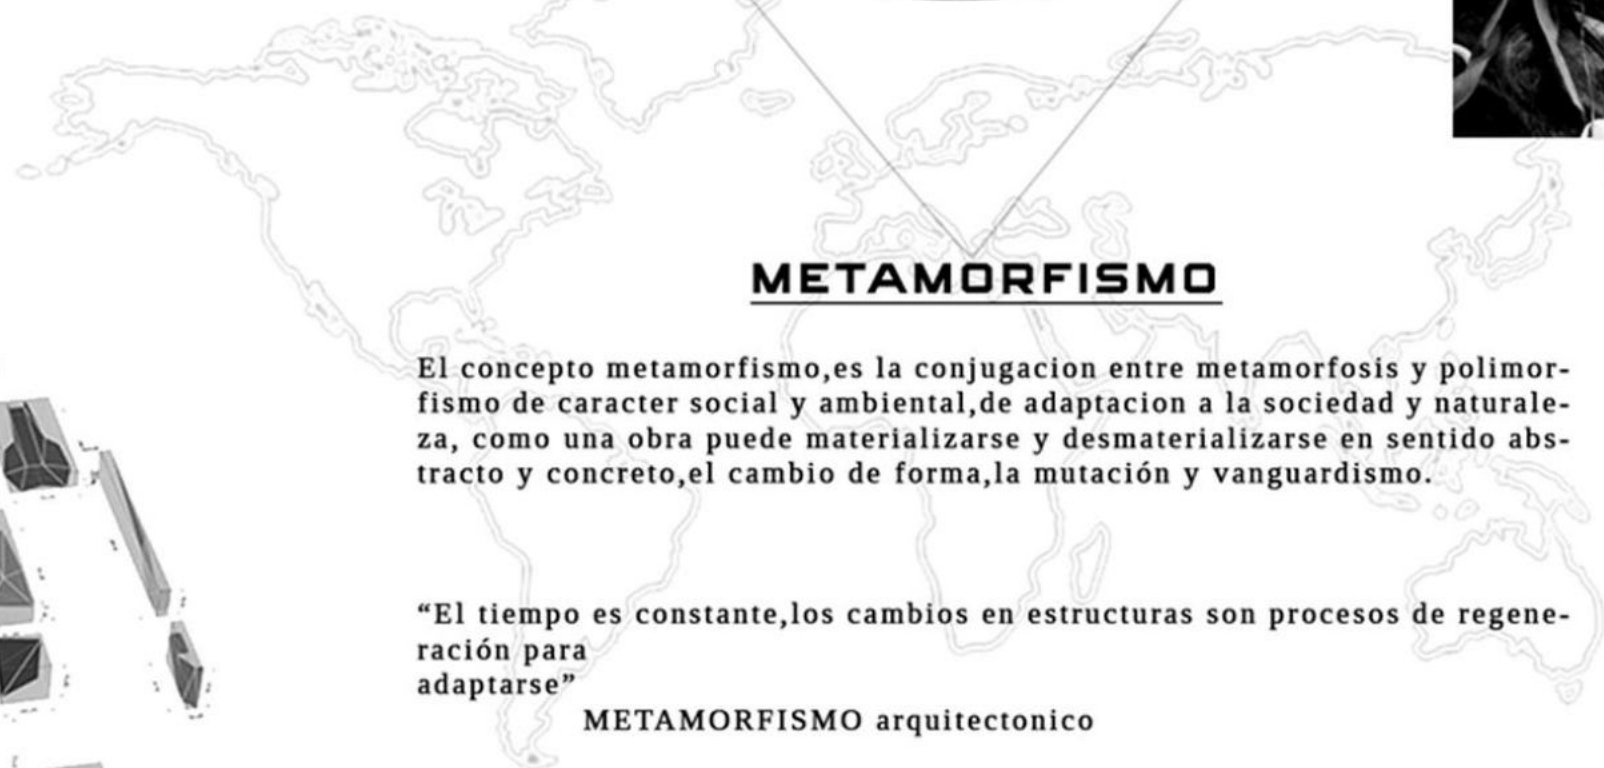 METAMORFISMO
El concepto metamorfismo,es la conjugacion entre metamorfosis y polimor-
fismo de caracter social y ambiental,de adaptacion a la sociedad y naturale-
za, como una obra puede materializarse y desmaterializarse en sentido abs-
tracto y concreto,el cambio de forma,la mutación y vanguardismo.
“El tiempo es constante,los cambios en estructuras son procesos de regene-
ración para
adaptarse”
METAMORFISMO arquitectonico